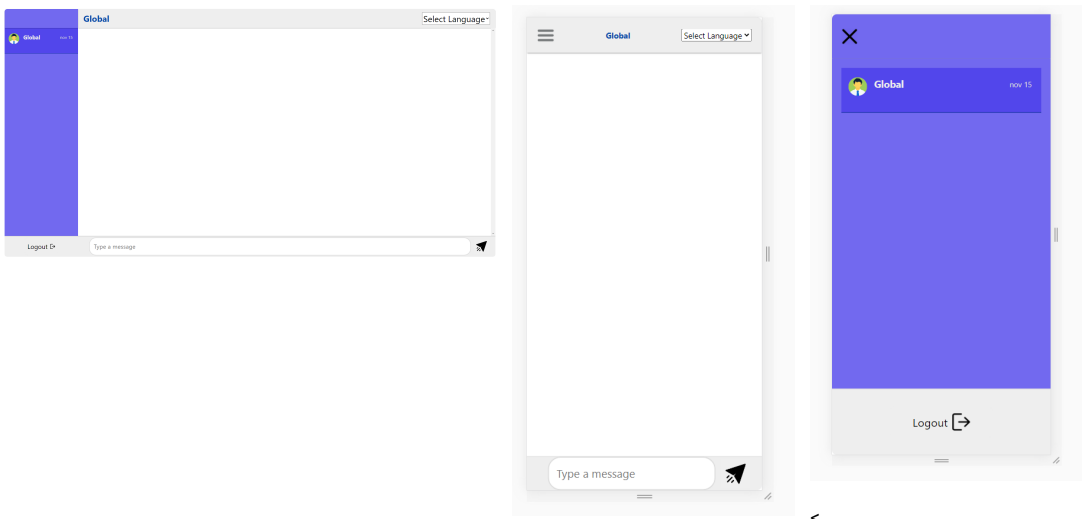 Global
Select Language
Global nov 15
Logout
Type a message
Global
Select Language
Type a message
Global
nov 15
Logout
<